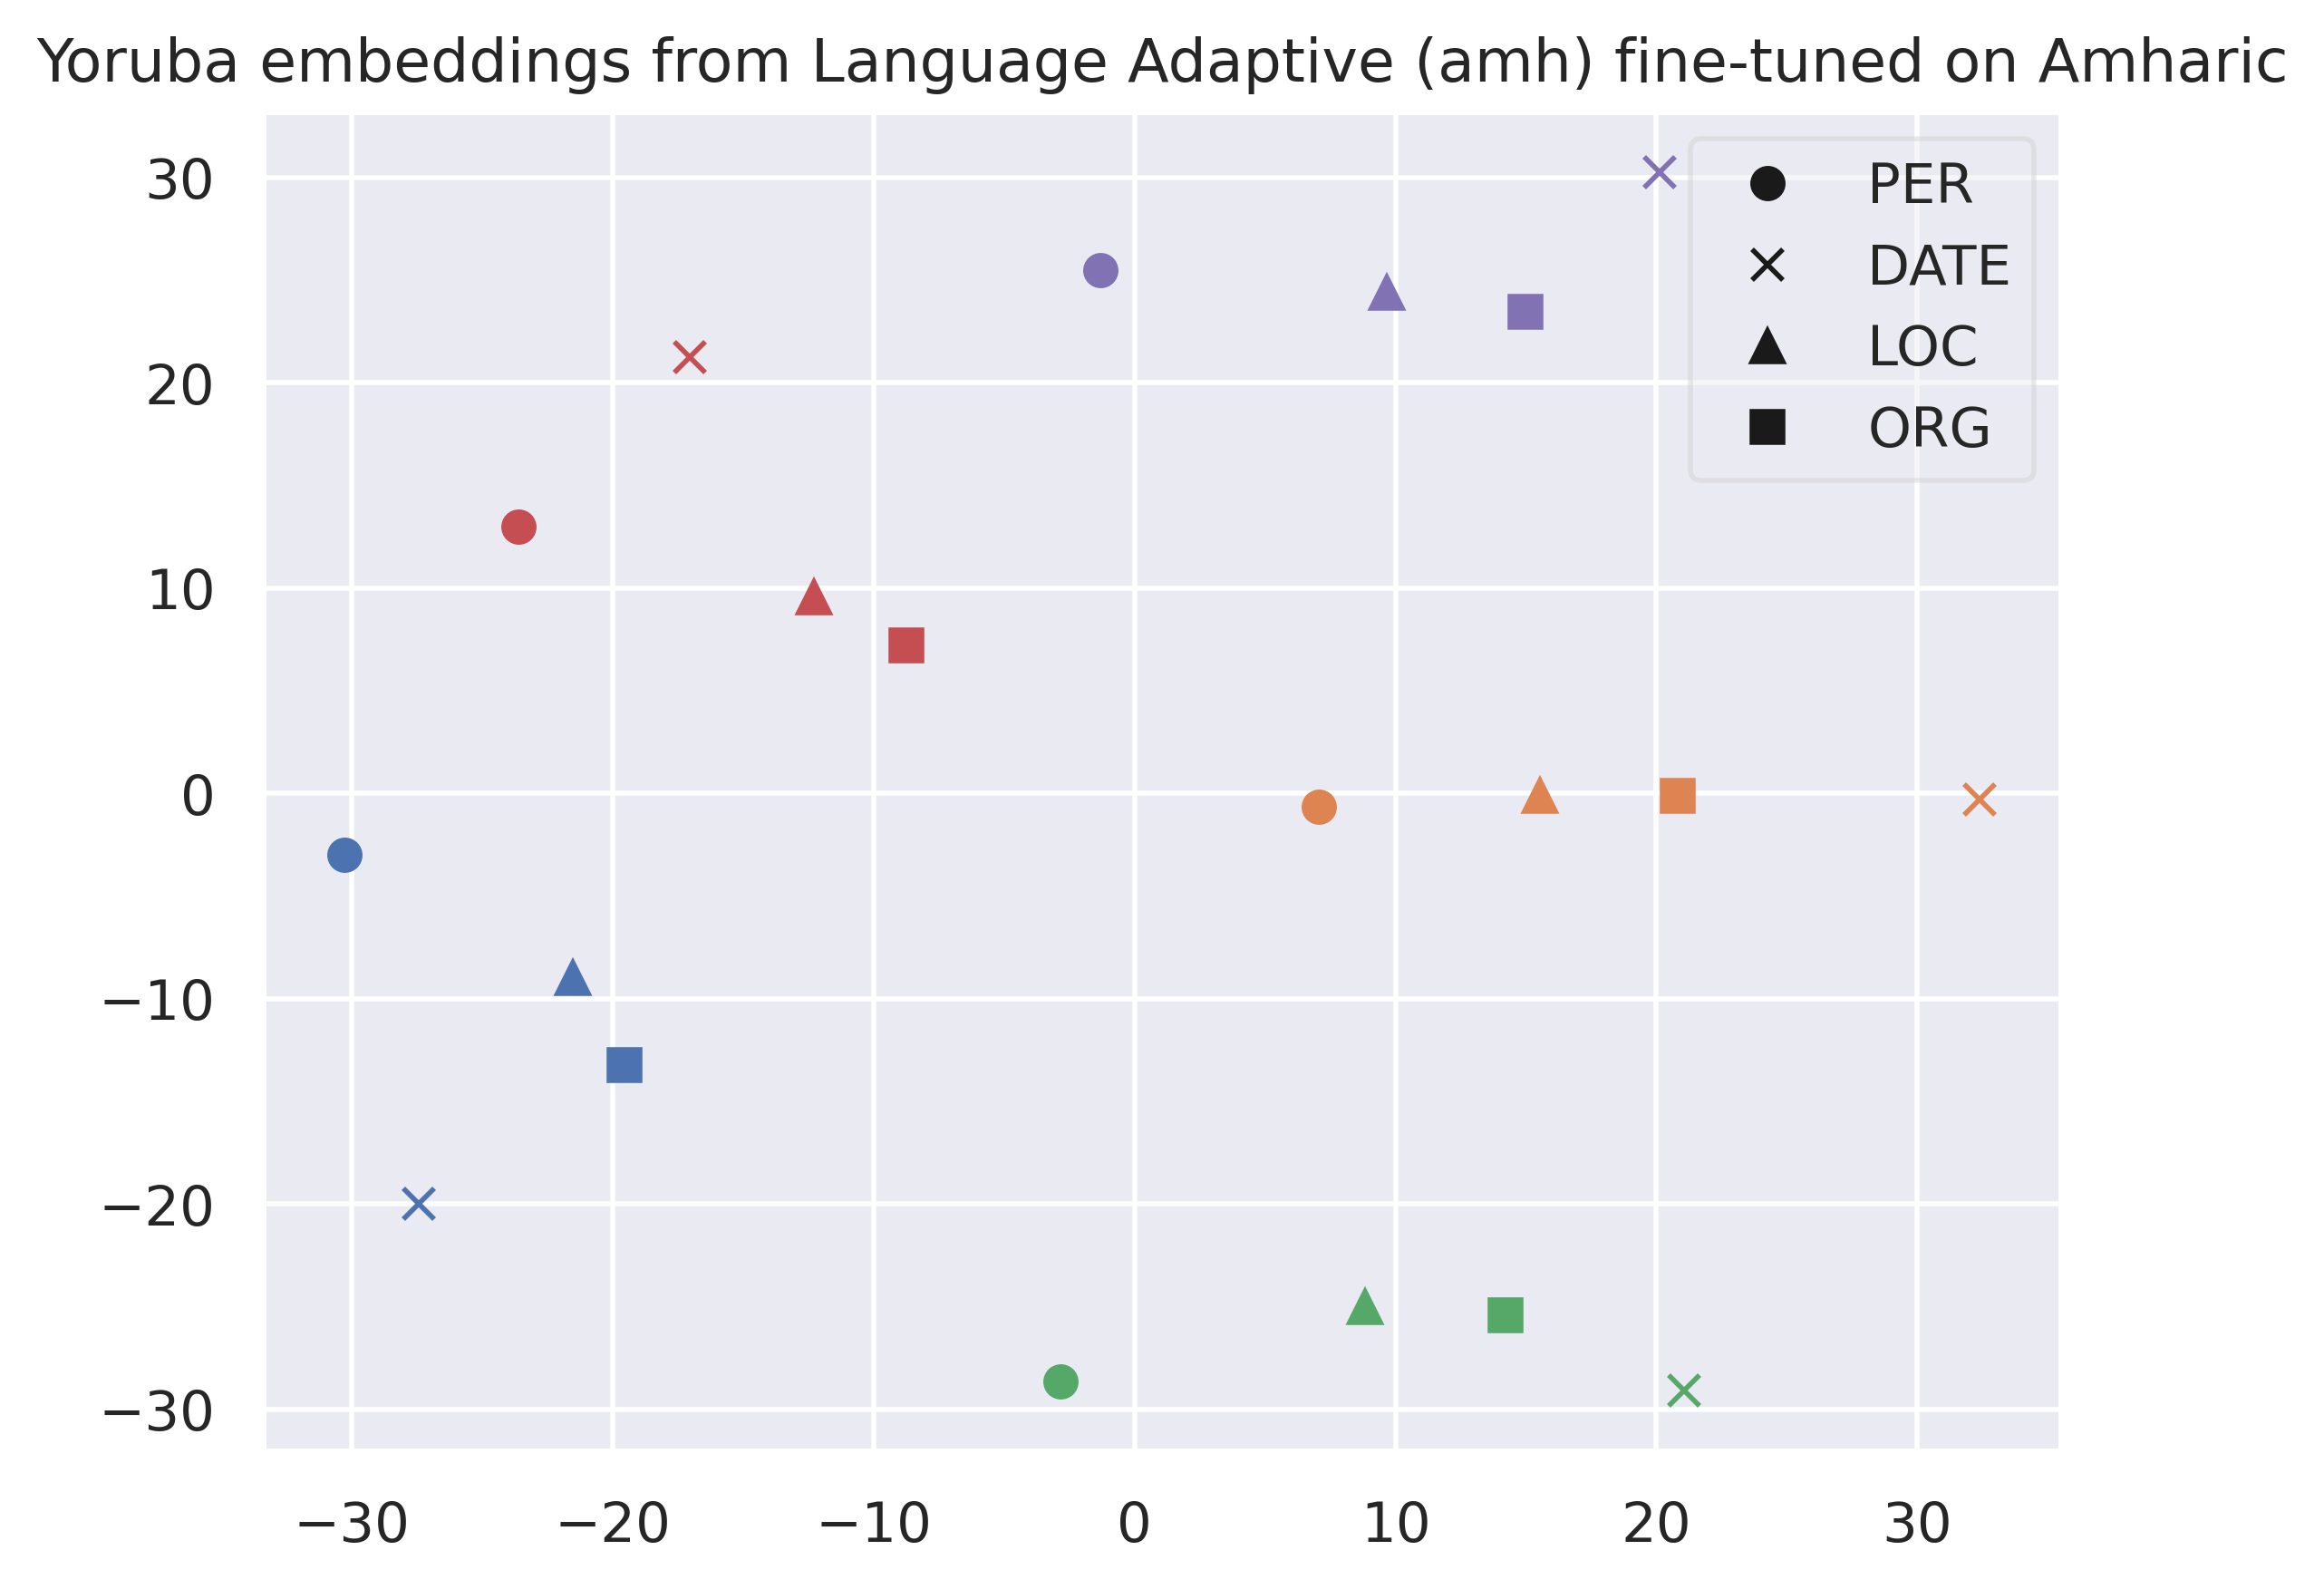 Yoruba embeddings from Language Adaptive (amh) fine-tuned on Amharic
PER
DATE
LOC
ORG
30
20
10
0
−10
−20
−30
−30 −20 −10 0 10 20 30